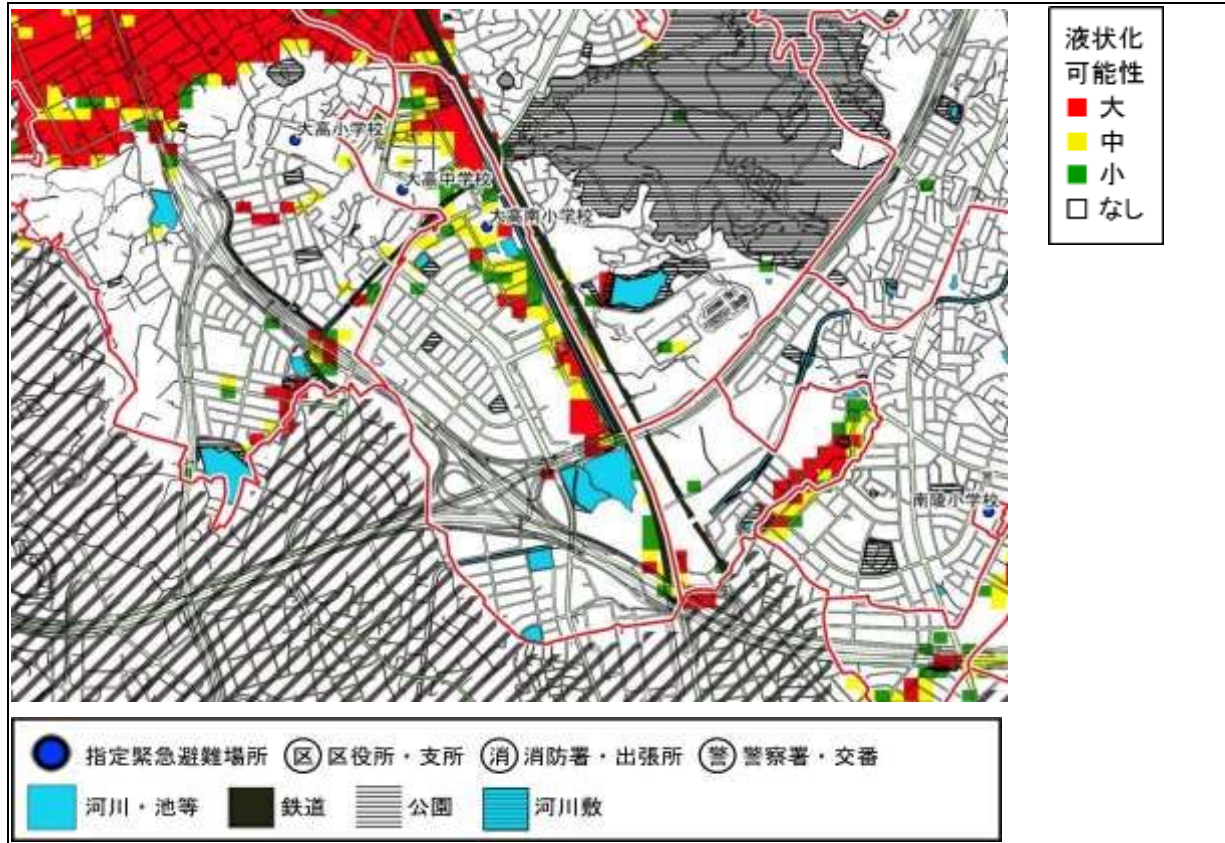 液状化
可能性
大
中
小
なし
大高小学校
大高中学校
大高南小学校
南陵小学校
指定緊急避難場所
区 区役所・支所
消 消防署・出張所
警 警察署・交番
河川・池等
鉄道
公園
河川敷